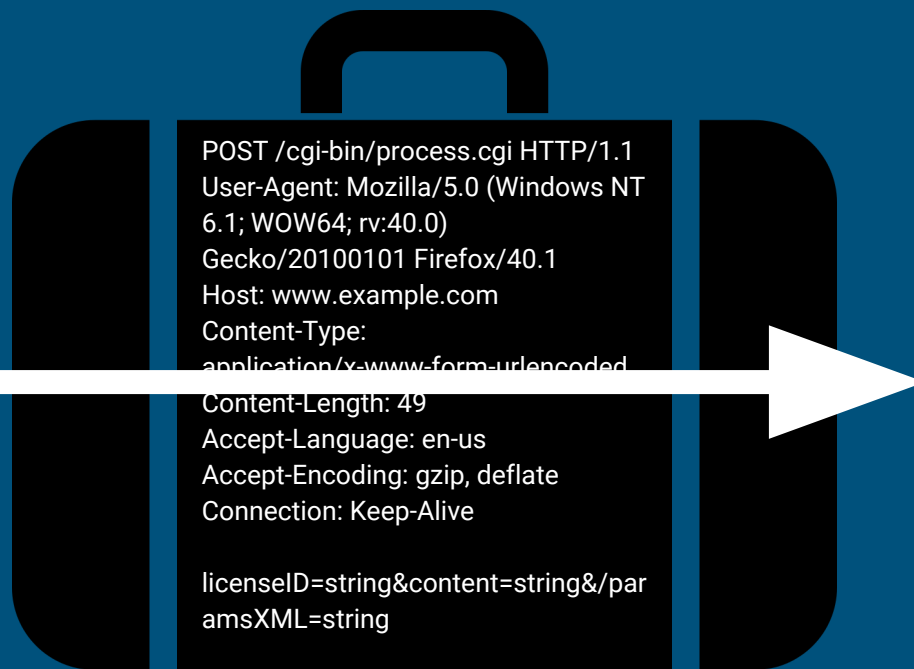 POST /cgi-bin/process.cgi HTTP/1.1
User-Agent: Mozilla/5.0 (Windows NT
6.1; WOW64; rv:40.0)
Gecko/20100101 Firefox/40.1
Host: www.example.com
Content-Type:
application/x-www-form-urlencoded
Content-Length: 49
Accept-Language: en-us
Accept-Encoding: gzip, deflate
Connection: Keep-Alive
licenseID=string&content=string&/par
amsXML=string